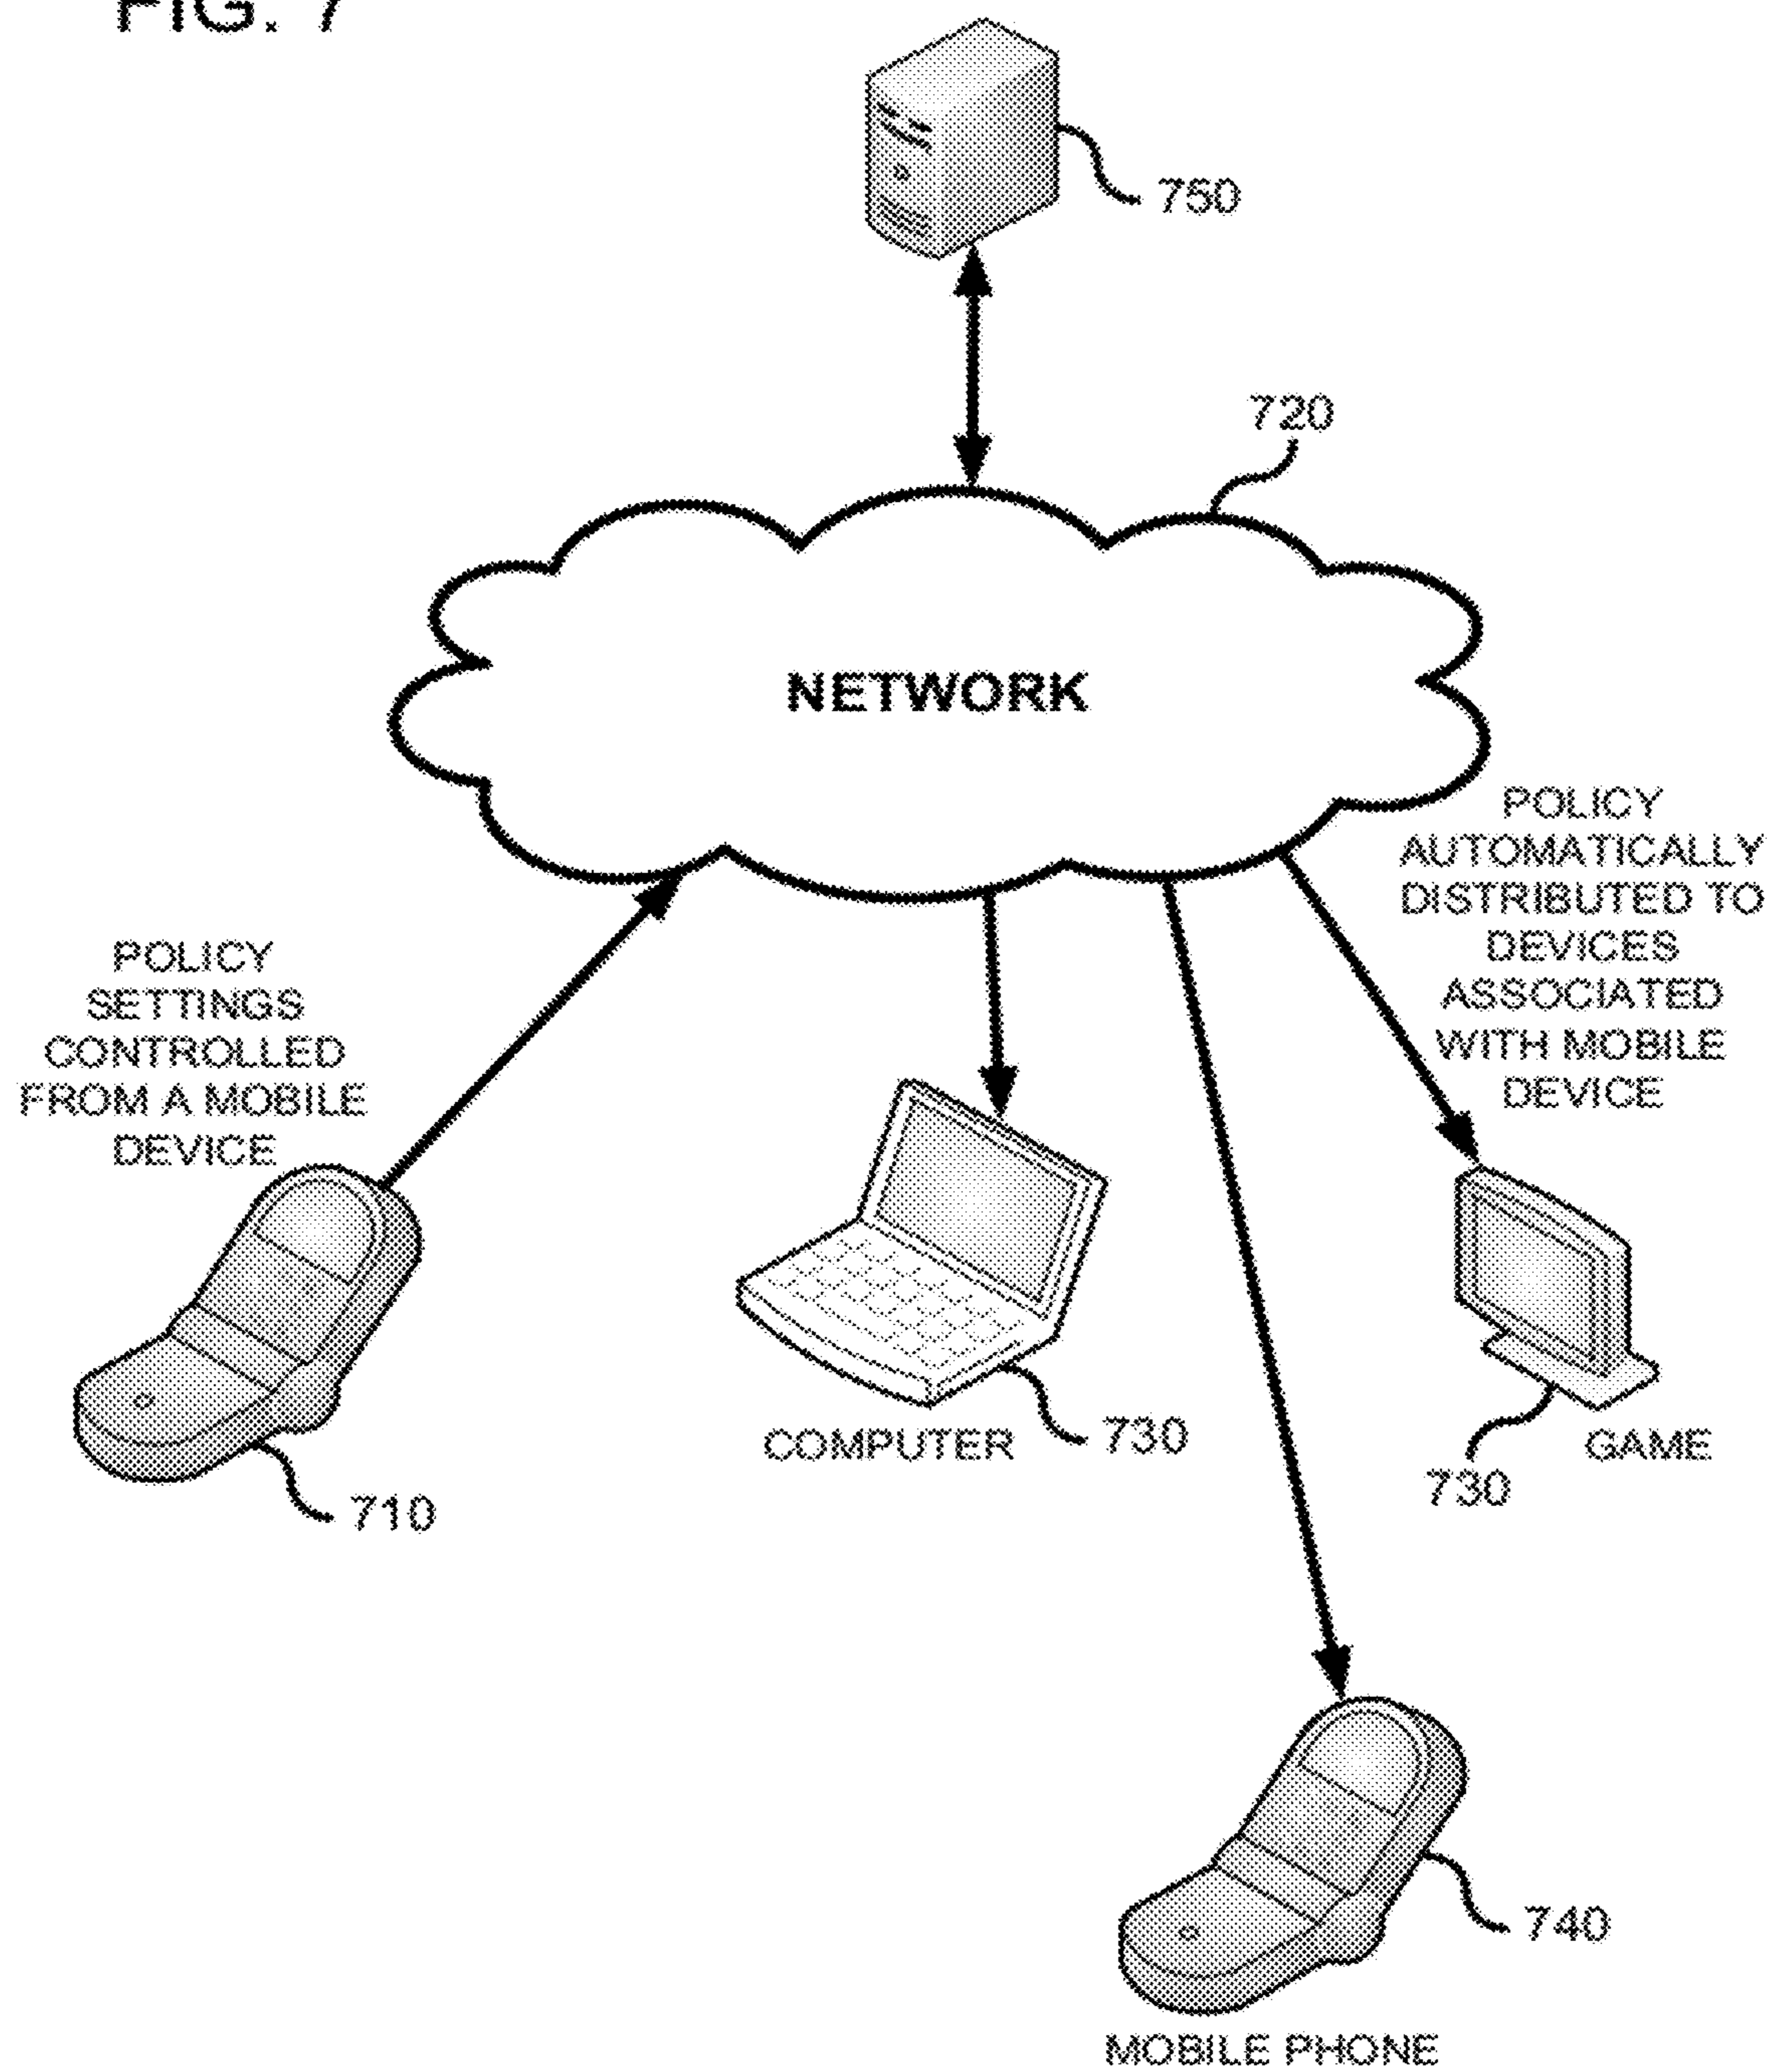 FIG. 7
750
720
NETWORK
POLICY
AUTOMATICALLY
DISTRIBUTED TO
DEVICES
ASSOCIATED
WITH MOBILE
DEVICE
POLICY
SETTINGS
CONTROLLED
FROM A MOBILE
DEVICE
710
COMPUTER
730
730
GAME
740
MOBILE PHONE